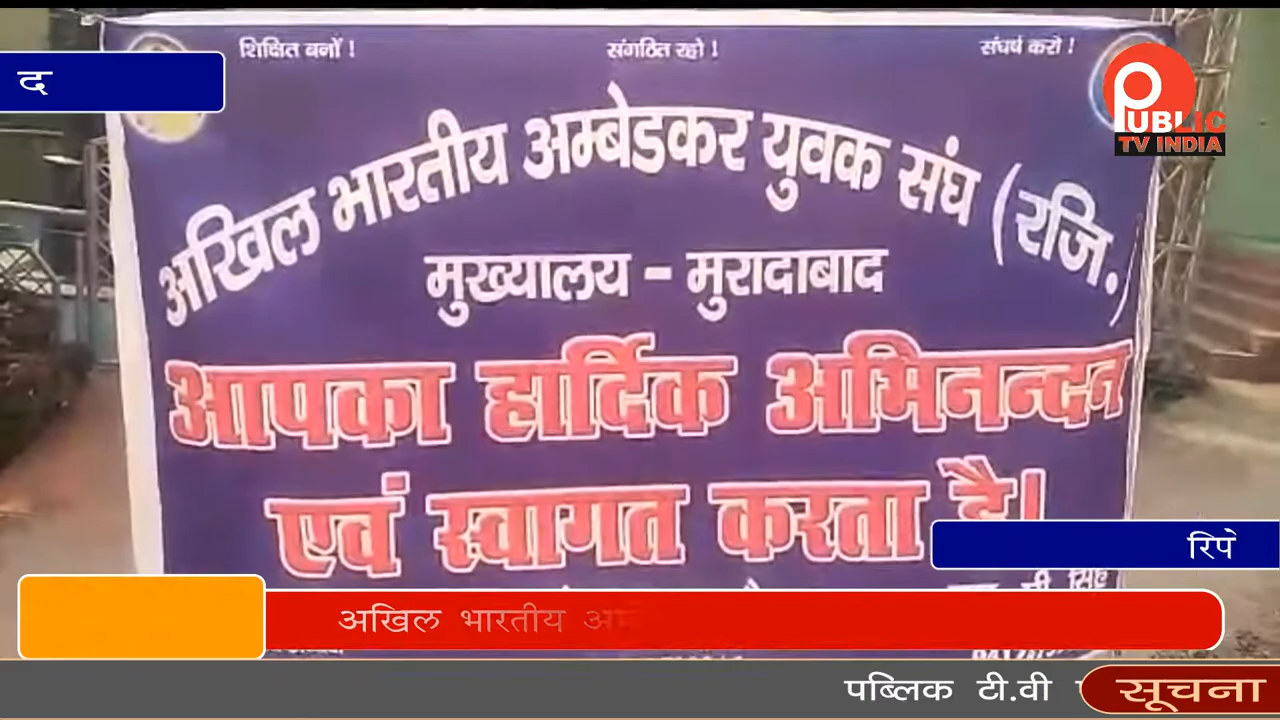 शिक्षित बनों ! संगठित रहो ! संघर्ष करो !
द
PUBLIC
TV INDIA
अखिल भारतीय अम्बेडकर युवक संघ (रजि.)
मुख्यालय - मुरादाबाद
आपका हार्दिक अभिनन्दन
एवं स्वागत करता है।
रिपे
सिंह
अखिल भारतीय
पब्लिक टी.वी
सूचना